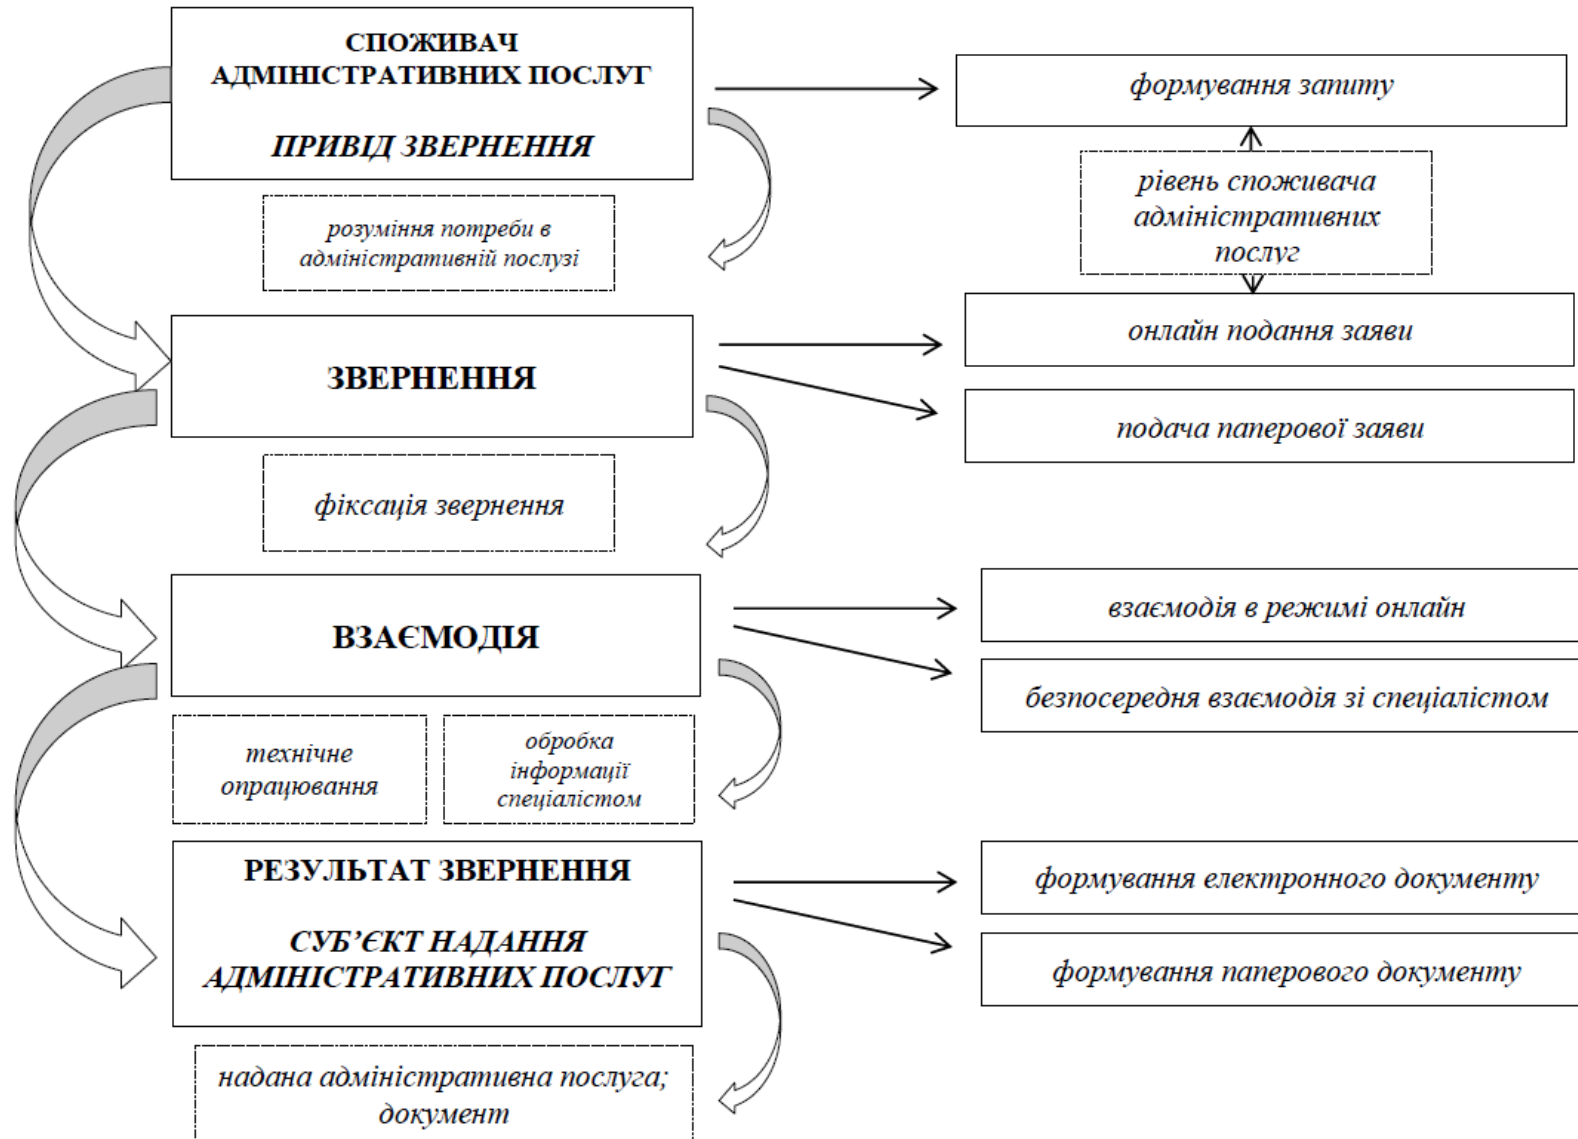 СПОЖИВАЧ
АДМІНІСТРАТИВНИХ ПОСЛУГ
ПРИВІД ЗВЕРНЕННЯ
формування запиту
розуміння потреби в
адміністративній послузі
рівень споживача
адміністративних
послуг
ЗВЕРНЕННЯ
онлайн подання заяви
подача паперової заяви
фіксація звернення
ВЗАЄМОДІЯ
взаємодія в режимі онлайн
безпосередня взаємодія зі спеціалістом
технічне
опрацювання
обробка
інформації
спеціалістом
РЕЗУЛЬТАТ ЗВЕРНЕННЯ
СУБ’ЄКТ НАДАННЯ
АДМІНІСТРАТИВНИХ ПОСЛУГ
формування електронного документу
формування паперового документу
надана адміністративна послуга;
документ